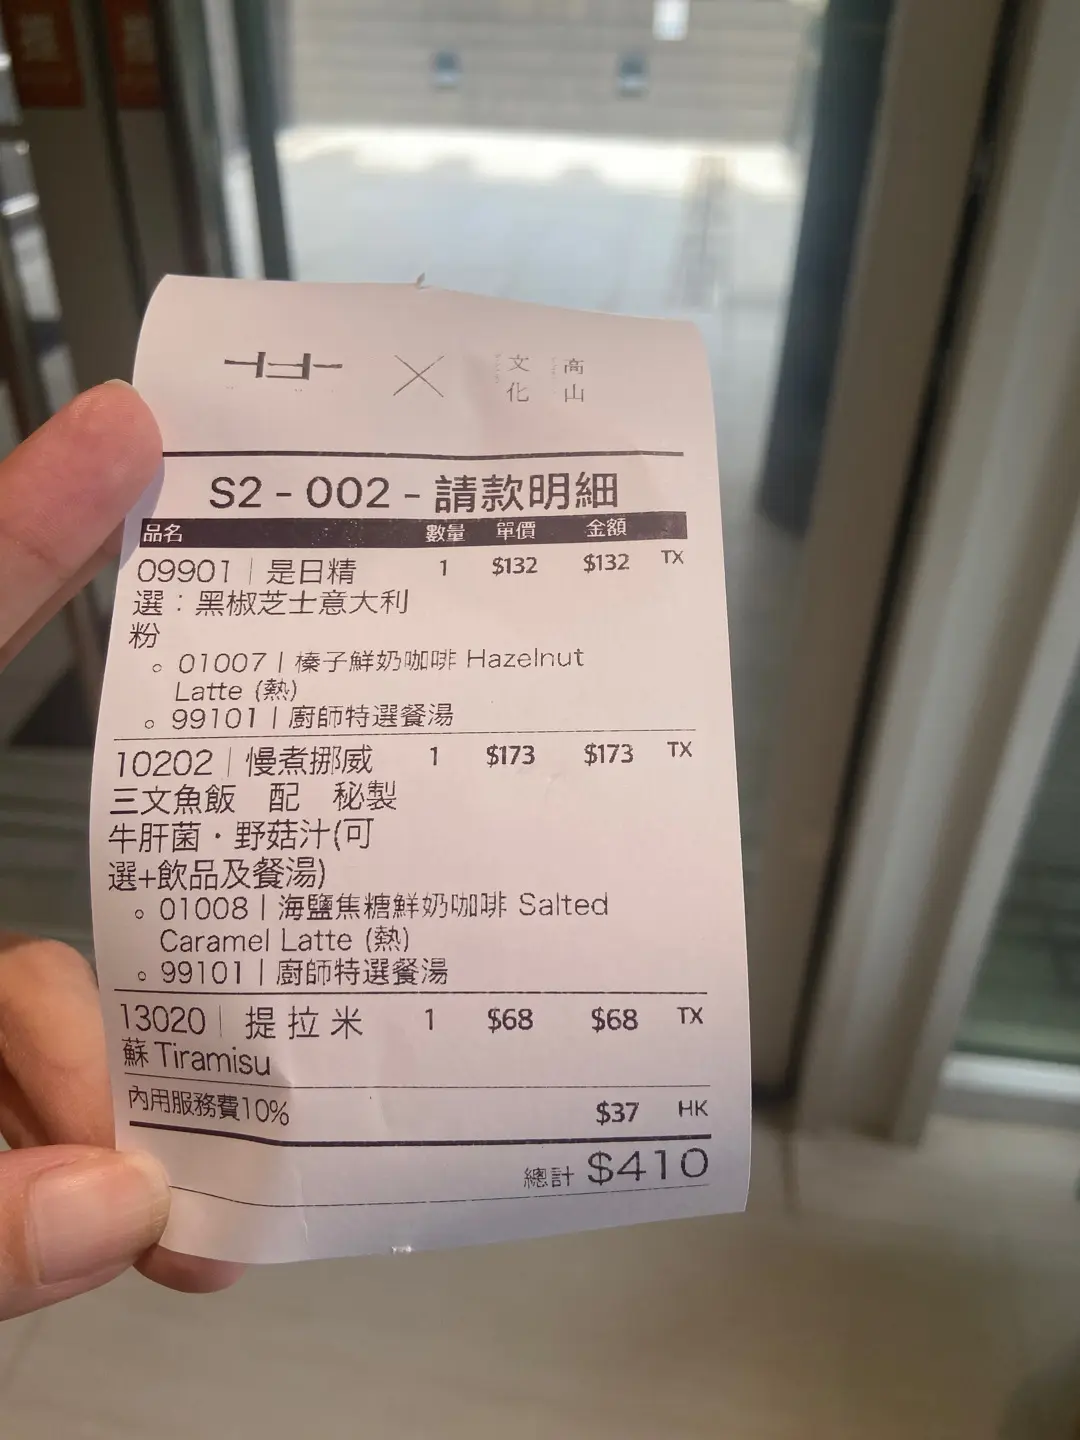 文化 高山
S2 - 002 - 請款明細
品名 數量 單價 金額
09901 | 是日精 1 $132 $132 TX
選：黑椒芝士意大利
粉
○ 01007 | 榛子鮮奶咖啡 Hazelnut
Latte (熱)
○ 99101 | 廚師特選餐湯
10202 | 慢煮挪威 1 $173 $173 TX
三文魚飯 配 秘製
牛肝菌・野菇汁(可
選+飲品及餐湯)
○ 01008 | 海鹽焦糖鮮奶咖啡 Salted
Caramel Latte (熱)
○ 99101 | 廚師特選餐湯
13020 | 提拉米 1 $68 $68 TX
蘇 Tiramisu
內用服務費10% $37 HK
總計 $410